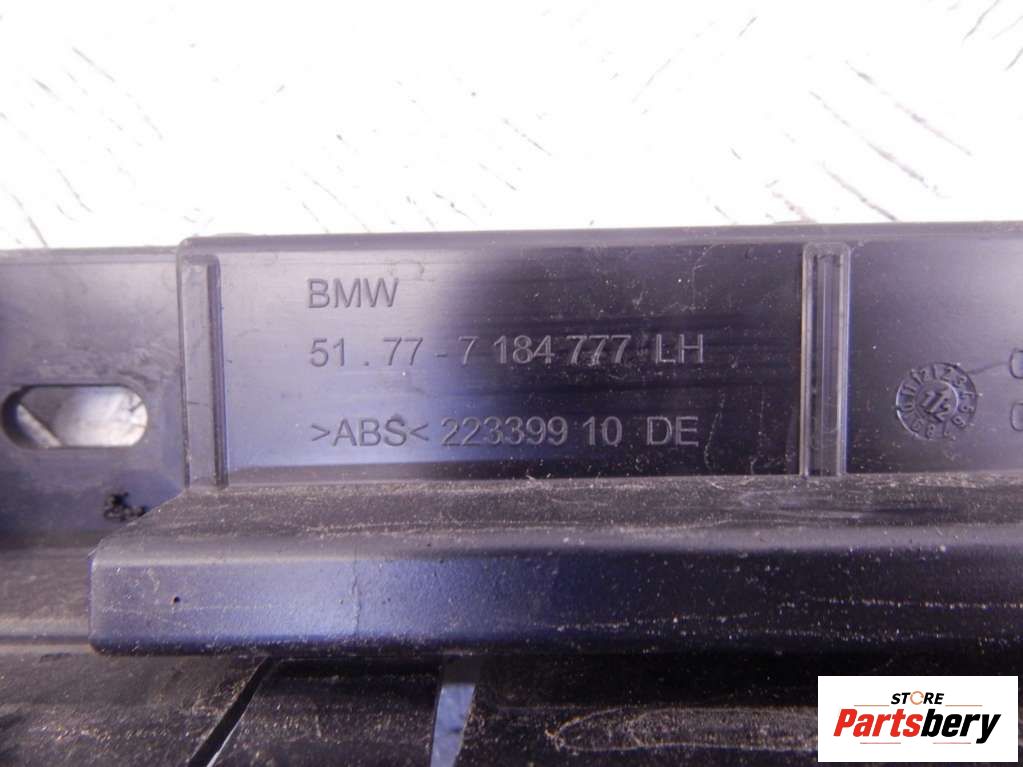 BMW
51.77-7 184 777 LH
>ABS< 223399 10 DE
STORE
Partsbery